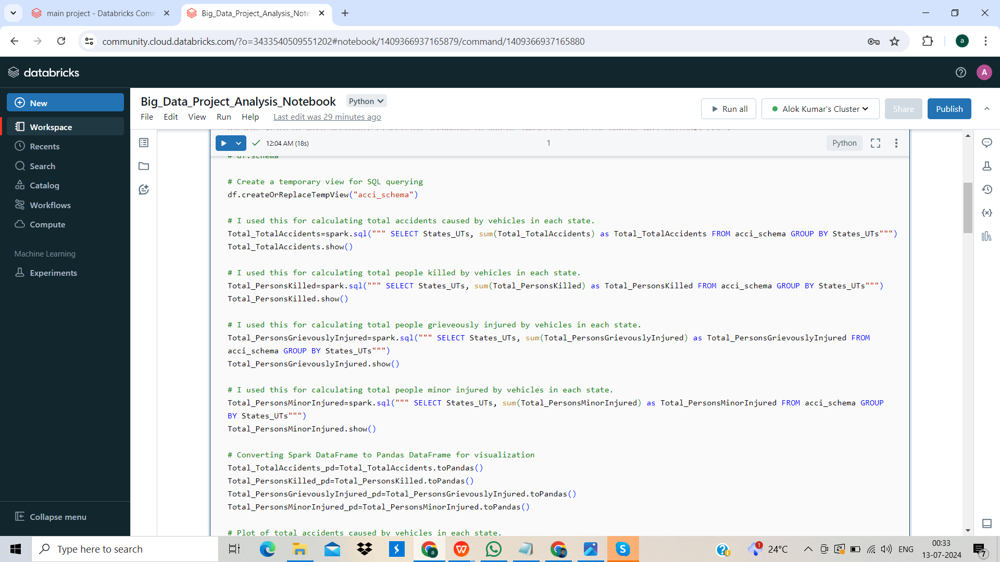 main project - Databricks Comm
Big_Data_Project_Analysis_Note
community.cloud.databricks.com/?o=3433540509551202#notebook/1409366937165879/command/1409366937165880
a
databricks
A
New
Workspace
Recents
Search
Catalog
Workflows
Compute
Machine Learning
Experiments
Collapse menu
Big_Data_Project_Analysis_Notebook
Python
File Edit View Run Help Last edit was 29 minutes ago
Run all
Alok Kumar's Cluster
Share
Publish
12:04 AM (18s)
1
Python
# df.schema
# Create a temporary view for SQL querying
df.createOrReplaceTempView("acci_schema")
# I used this for calculating total accidents caused by vehicles in each state.
Total_TotalAccidents=spark.sql(""" SELECT States_UTs, sum(Total_TotalAccidents) as Total_TotalAccidents FROM acci_schema GROUP BY States_UTs""")
Total_TotalAccidents.show()
# I used this for calculating total people killed by vehicles in each state.
Total_PersonsKilled=spark.sql(""" SELECT States_UTs, sum(Total_PersonsKilled) as Total_PersonsKilled FROM acci_schema GROUP BY States_UTs""")
Total_PersonsKilled.show()
# I used this for calculating total people grieveously injured by vehicles in each state.
Total_PersonsGrievouslyInjured=spark.sql(""" SELECT States_UTs, sum(Total_PersonsGrievouslyInjured) as Total_PersonsGrievouslyInjured FROM
acci_schema GROUP BY States_UTs""")
Total_PersonsGrievouslyInjured.show()
# I used this for calculating total people minor injured by vehicles in each state.
Total_PersonsMinorInjured=spark.sql(""" SELECT States_UTs, sum(Total_PersonsMinorInjured) as Total_PersonsMinorInjured FROM acci_schema GROUP
BY States_UTs""")
Total_PersonsMinorInjured.show()
# Converting Spark DataFrame to Pandas DataFrame for visualization
Total_TotalAccidents_pd=Total_TotalAccidents.toPandas()
Total_PersonsKilled_pd=Total_PersonsKilled.toPandas()
Total_PersonsGrievouslyInjured_pd=Total_PersonsGrievouslyInjured.toPandas()
Total_PersonsMinorInjured_pd=Total_PersonsMinorInjured.toPandas()
# Plot of total accidents caused by vehicles in each state.
Type here to search
1
24°C
ENG
00:33
13-07-2024
7